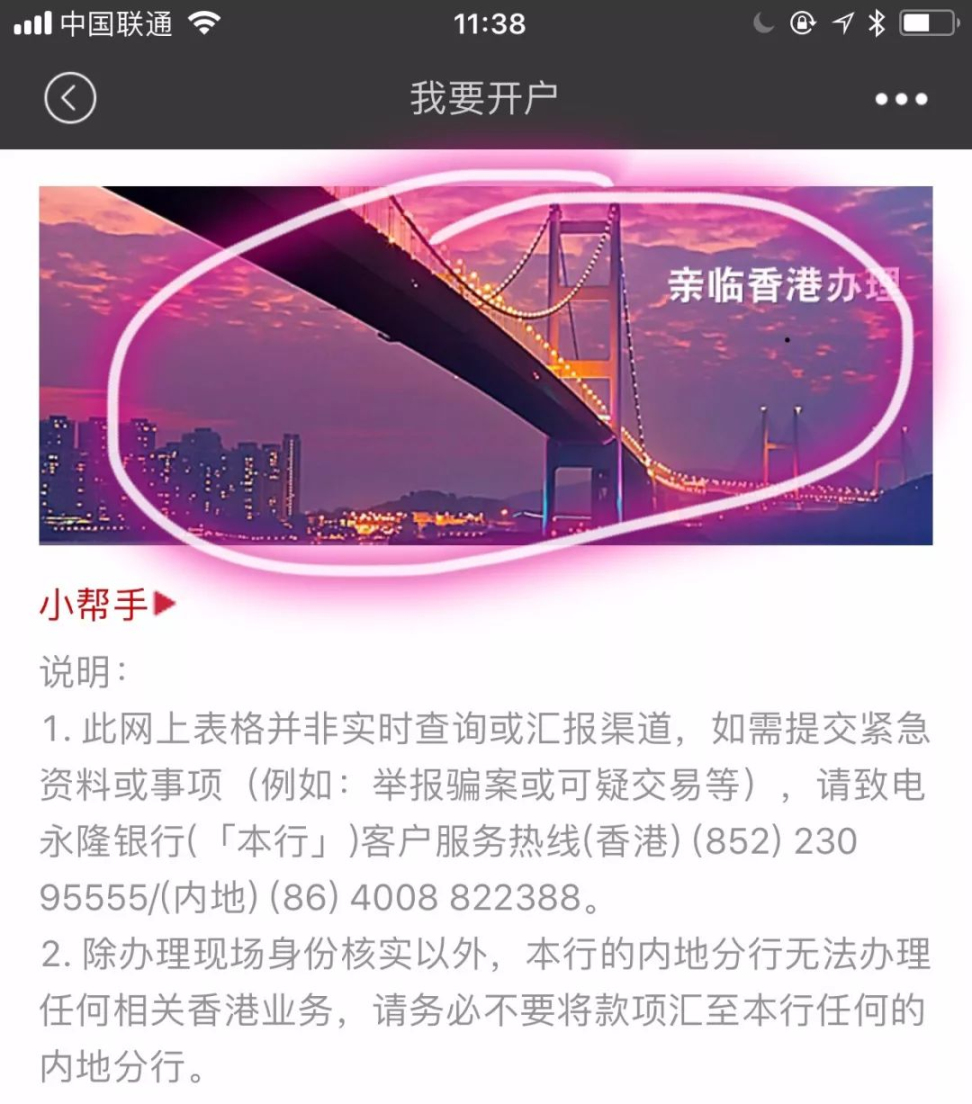 中国联通
11:38
我要开户
亲临香港办理
小帮手
说明：
1. 此网上表格并非实时查询或汇报渠道，如需提交紧急
资料或事项（例如：举报骗案或可疑交易等），请致电
永隆银行(「本行」)客户服务热线(香港) (852) 230
95555/(内地) (86) 4008 822388。
2. 除办理现场身份核实以外，本行的内地分行无法办理
任何相关香港业务，请务必不要将款项汇至本行任何的
内地分行。